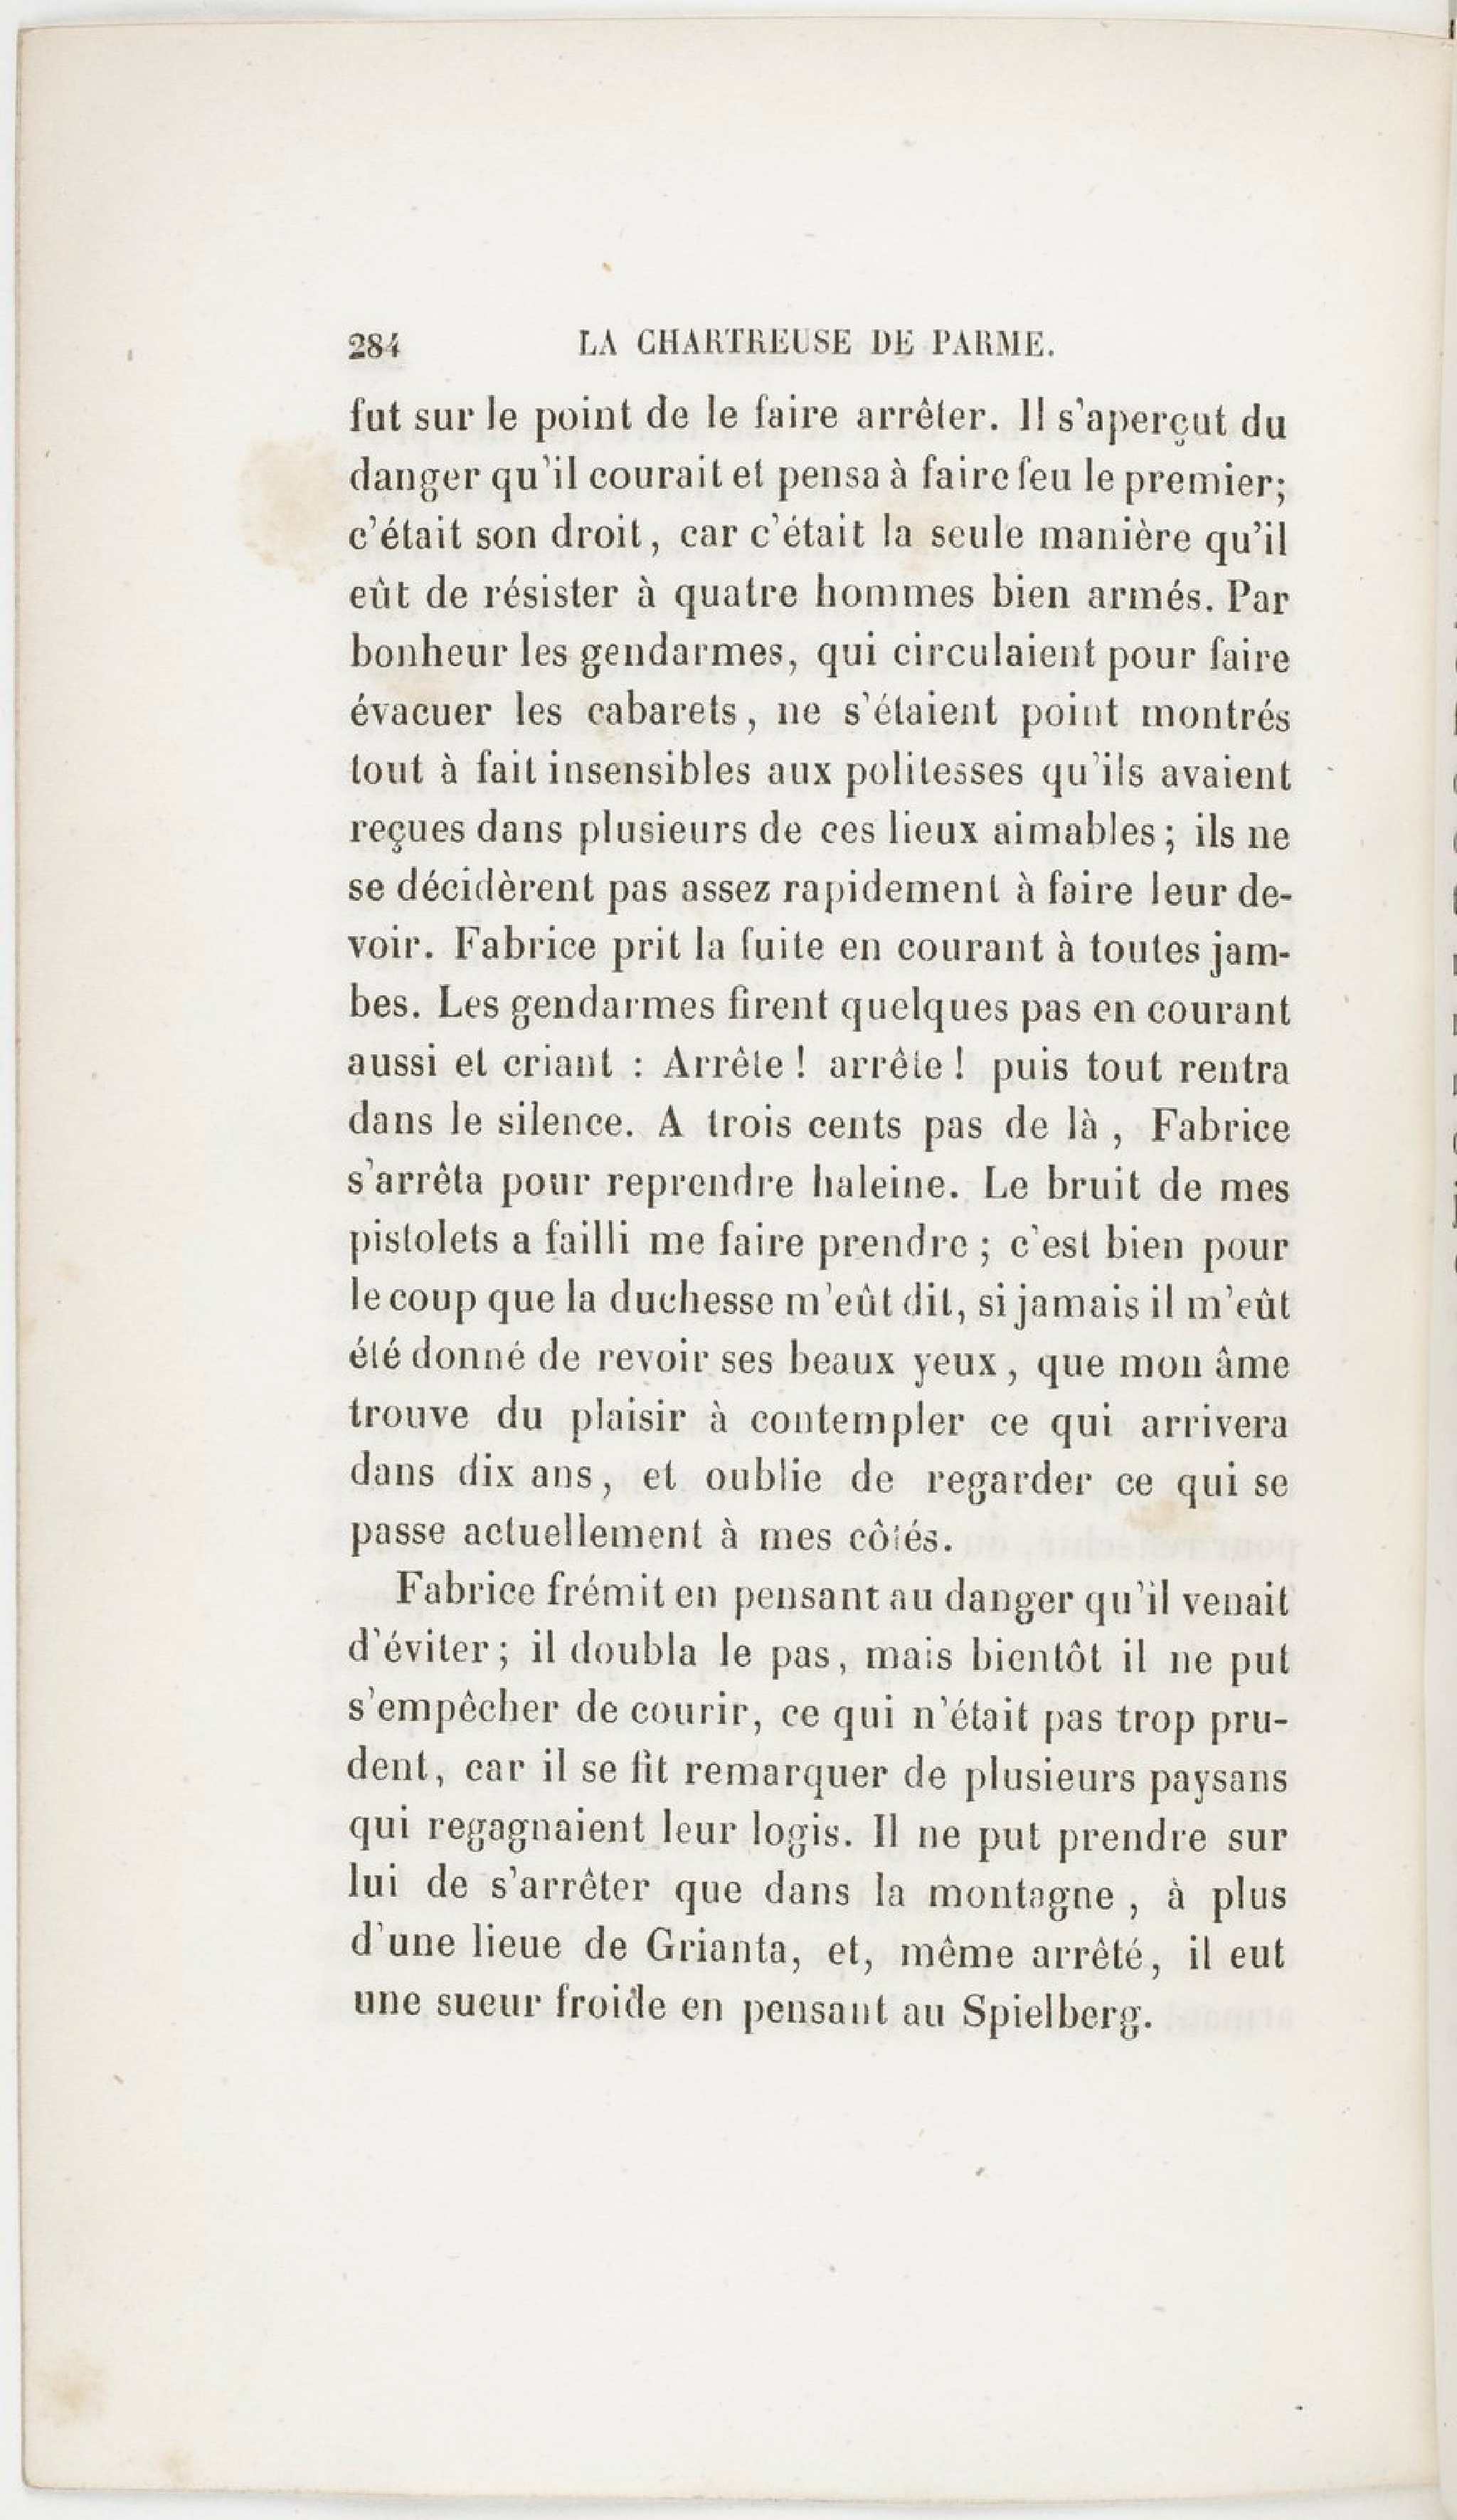 284 LA CHARTREUSE DE PARME.
fut sur le point de le faire arrêter. Il s'aperçut du
danger qu'il courait et pensa à faire feu le premier;
c'était son droit, car c'était la seule manière qu'il
eût de résister à quatre hommes bien armés. Par
bonheur les gendarmes, qui circulaient pour faire
évacuer les cabarets, ne s'étaient point montrés
tout à fait insensibles aux politesses qu'ils avaient
reçues dans plusieurs de ces lieux aimables; ils ne
se décidèrent pas assez rapidement à faire leur de-
voir. Fabrice prit la fuite en courant à toutes jam-
bes. Les gendarmes firent quelques pas en courant
aussi et criant : Arrête ! arrête ! puis tout rentra
dans le silence. A trois cents pas de là , Fabrice
s'arrêta pour reprendre haleine. Le bruit de mes
pistolets a failli me faire prendre ; c'est bien pour
le coup que la duchesse m'eût dit, si jamais il m'eût
été donné de revoir ses beaux yeux , que mon âme
trouve du plaisir à contempler ce qui arrivera
dans dix ans, et oublie de regarder ce qui se
passe actuellement à mes côtés.
Fabrice frémit en pensant au danger qu'il venait
d'éviter ; il doubla le pas, mais bientôt il ne put
s'empêcher de courir, ce qui n'était pas trop pru-
dent, car il se fit remarquer de plusieurs paysans
qui regagnaient leur logis. Il ne put prendre sur
lui de s'arrêter que dans la montagne , à plus
d'une lieue de Grianta, et, même arrêté, il eut
une sueur froide en pensant au Spielberg.